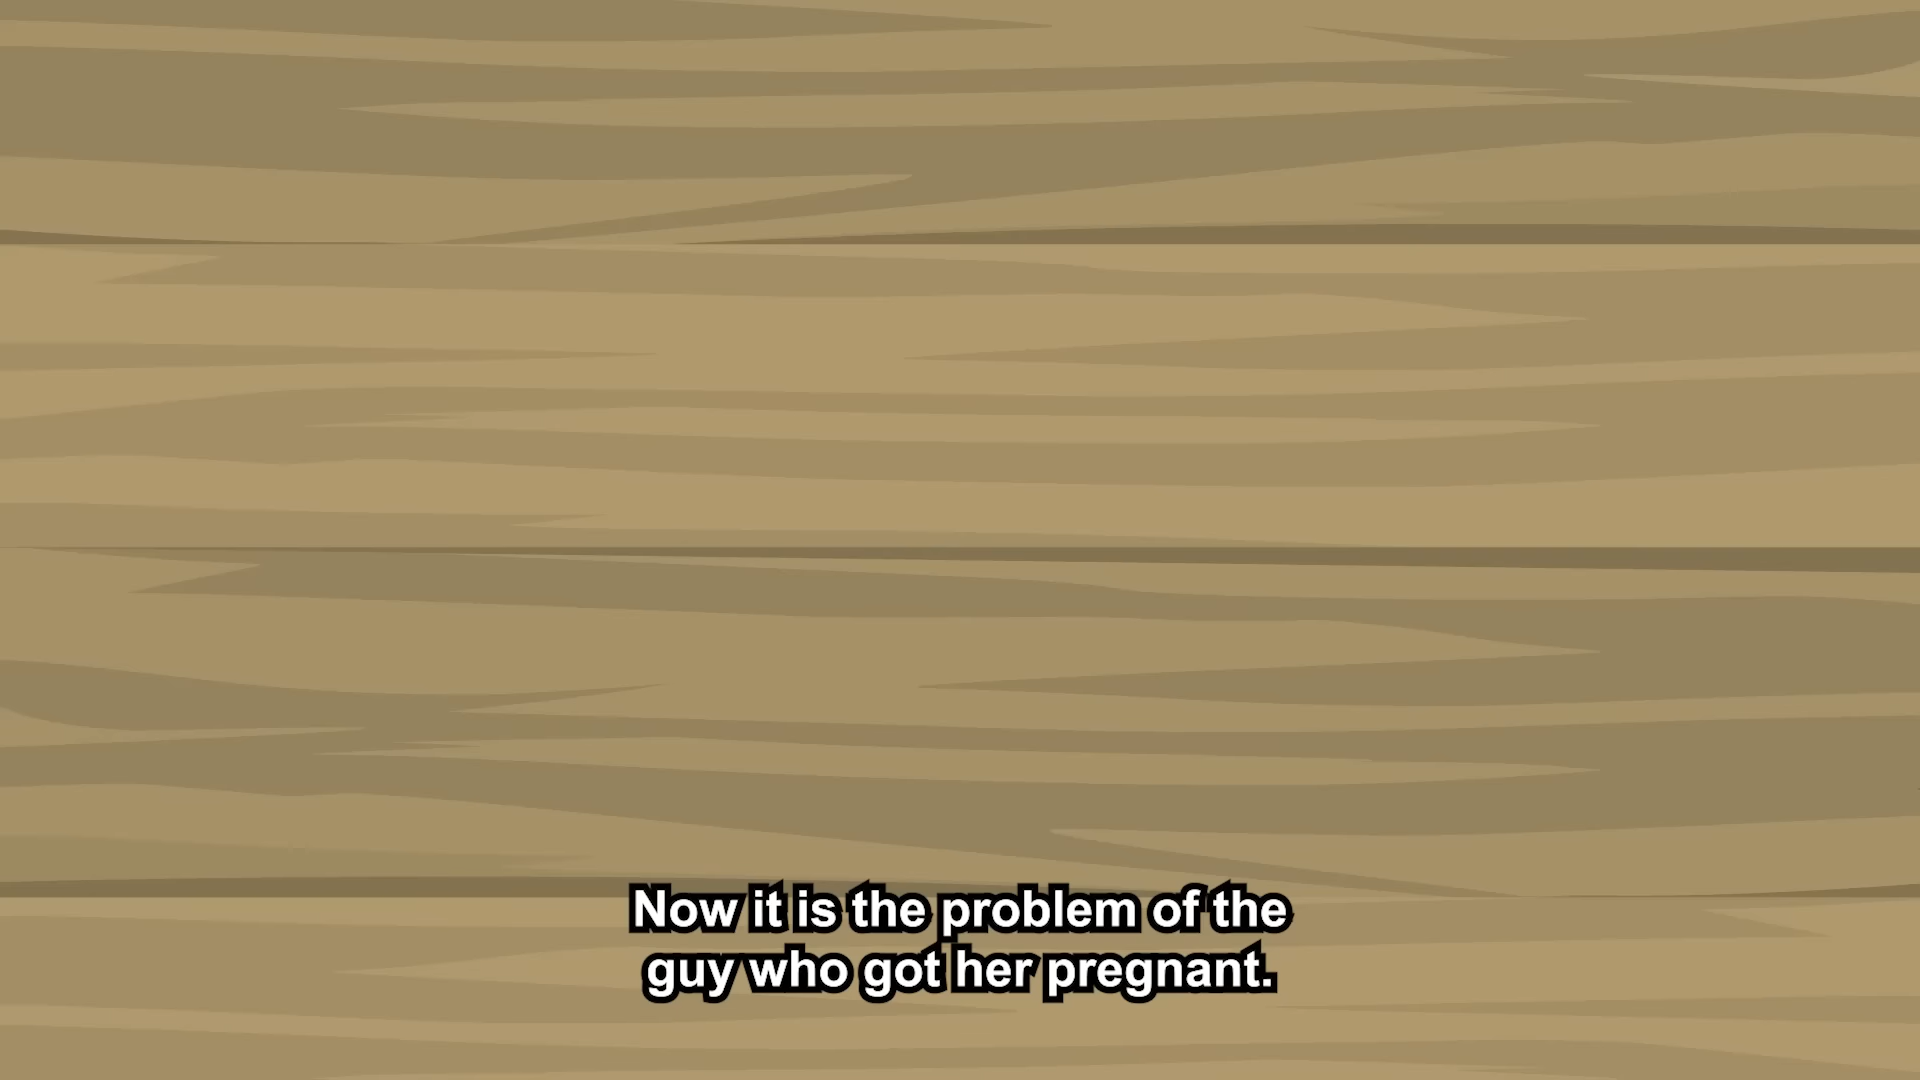 Now it is the problem of the
guy who got her pregnant.